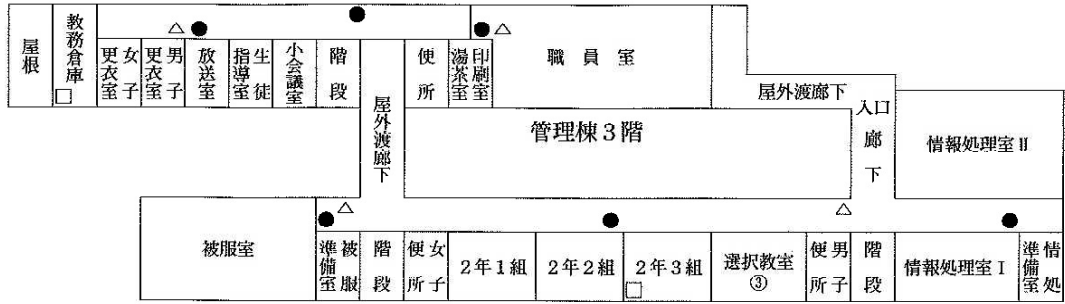 屋根
教務倉庫
女子更衣室
男子更衣室
放送室
生徒指導室
小会議室
階段
便所
湯茶室
印刷室
職員室
屋外渡廊下
屋外渡廊下
入口
廊下
管理棟3階
情報処理室Ⅱ
被服室
被服準備室
階段
女子便所
2年1組
2年2組
2年3組
選択教室
③
男子便所
階段
情報処理室Ⅰ
情処準備室